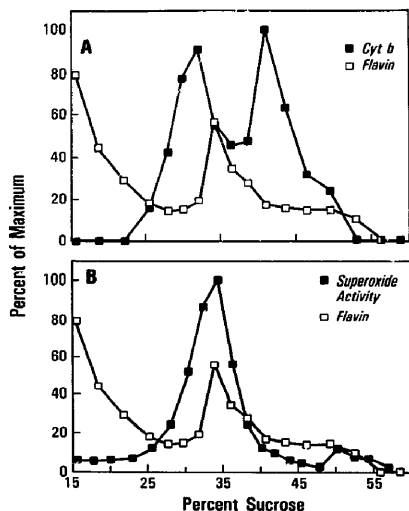 A
■ Cyt b
□ Flavin
100
80
60
40
20
0
Percent of Maximum
B
■ Superoxide
Activity
□ Flavin
100
80
60
40
20
0
15
25
35
45
55
Percent Sucrose